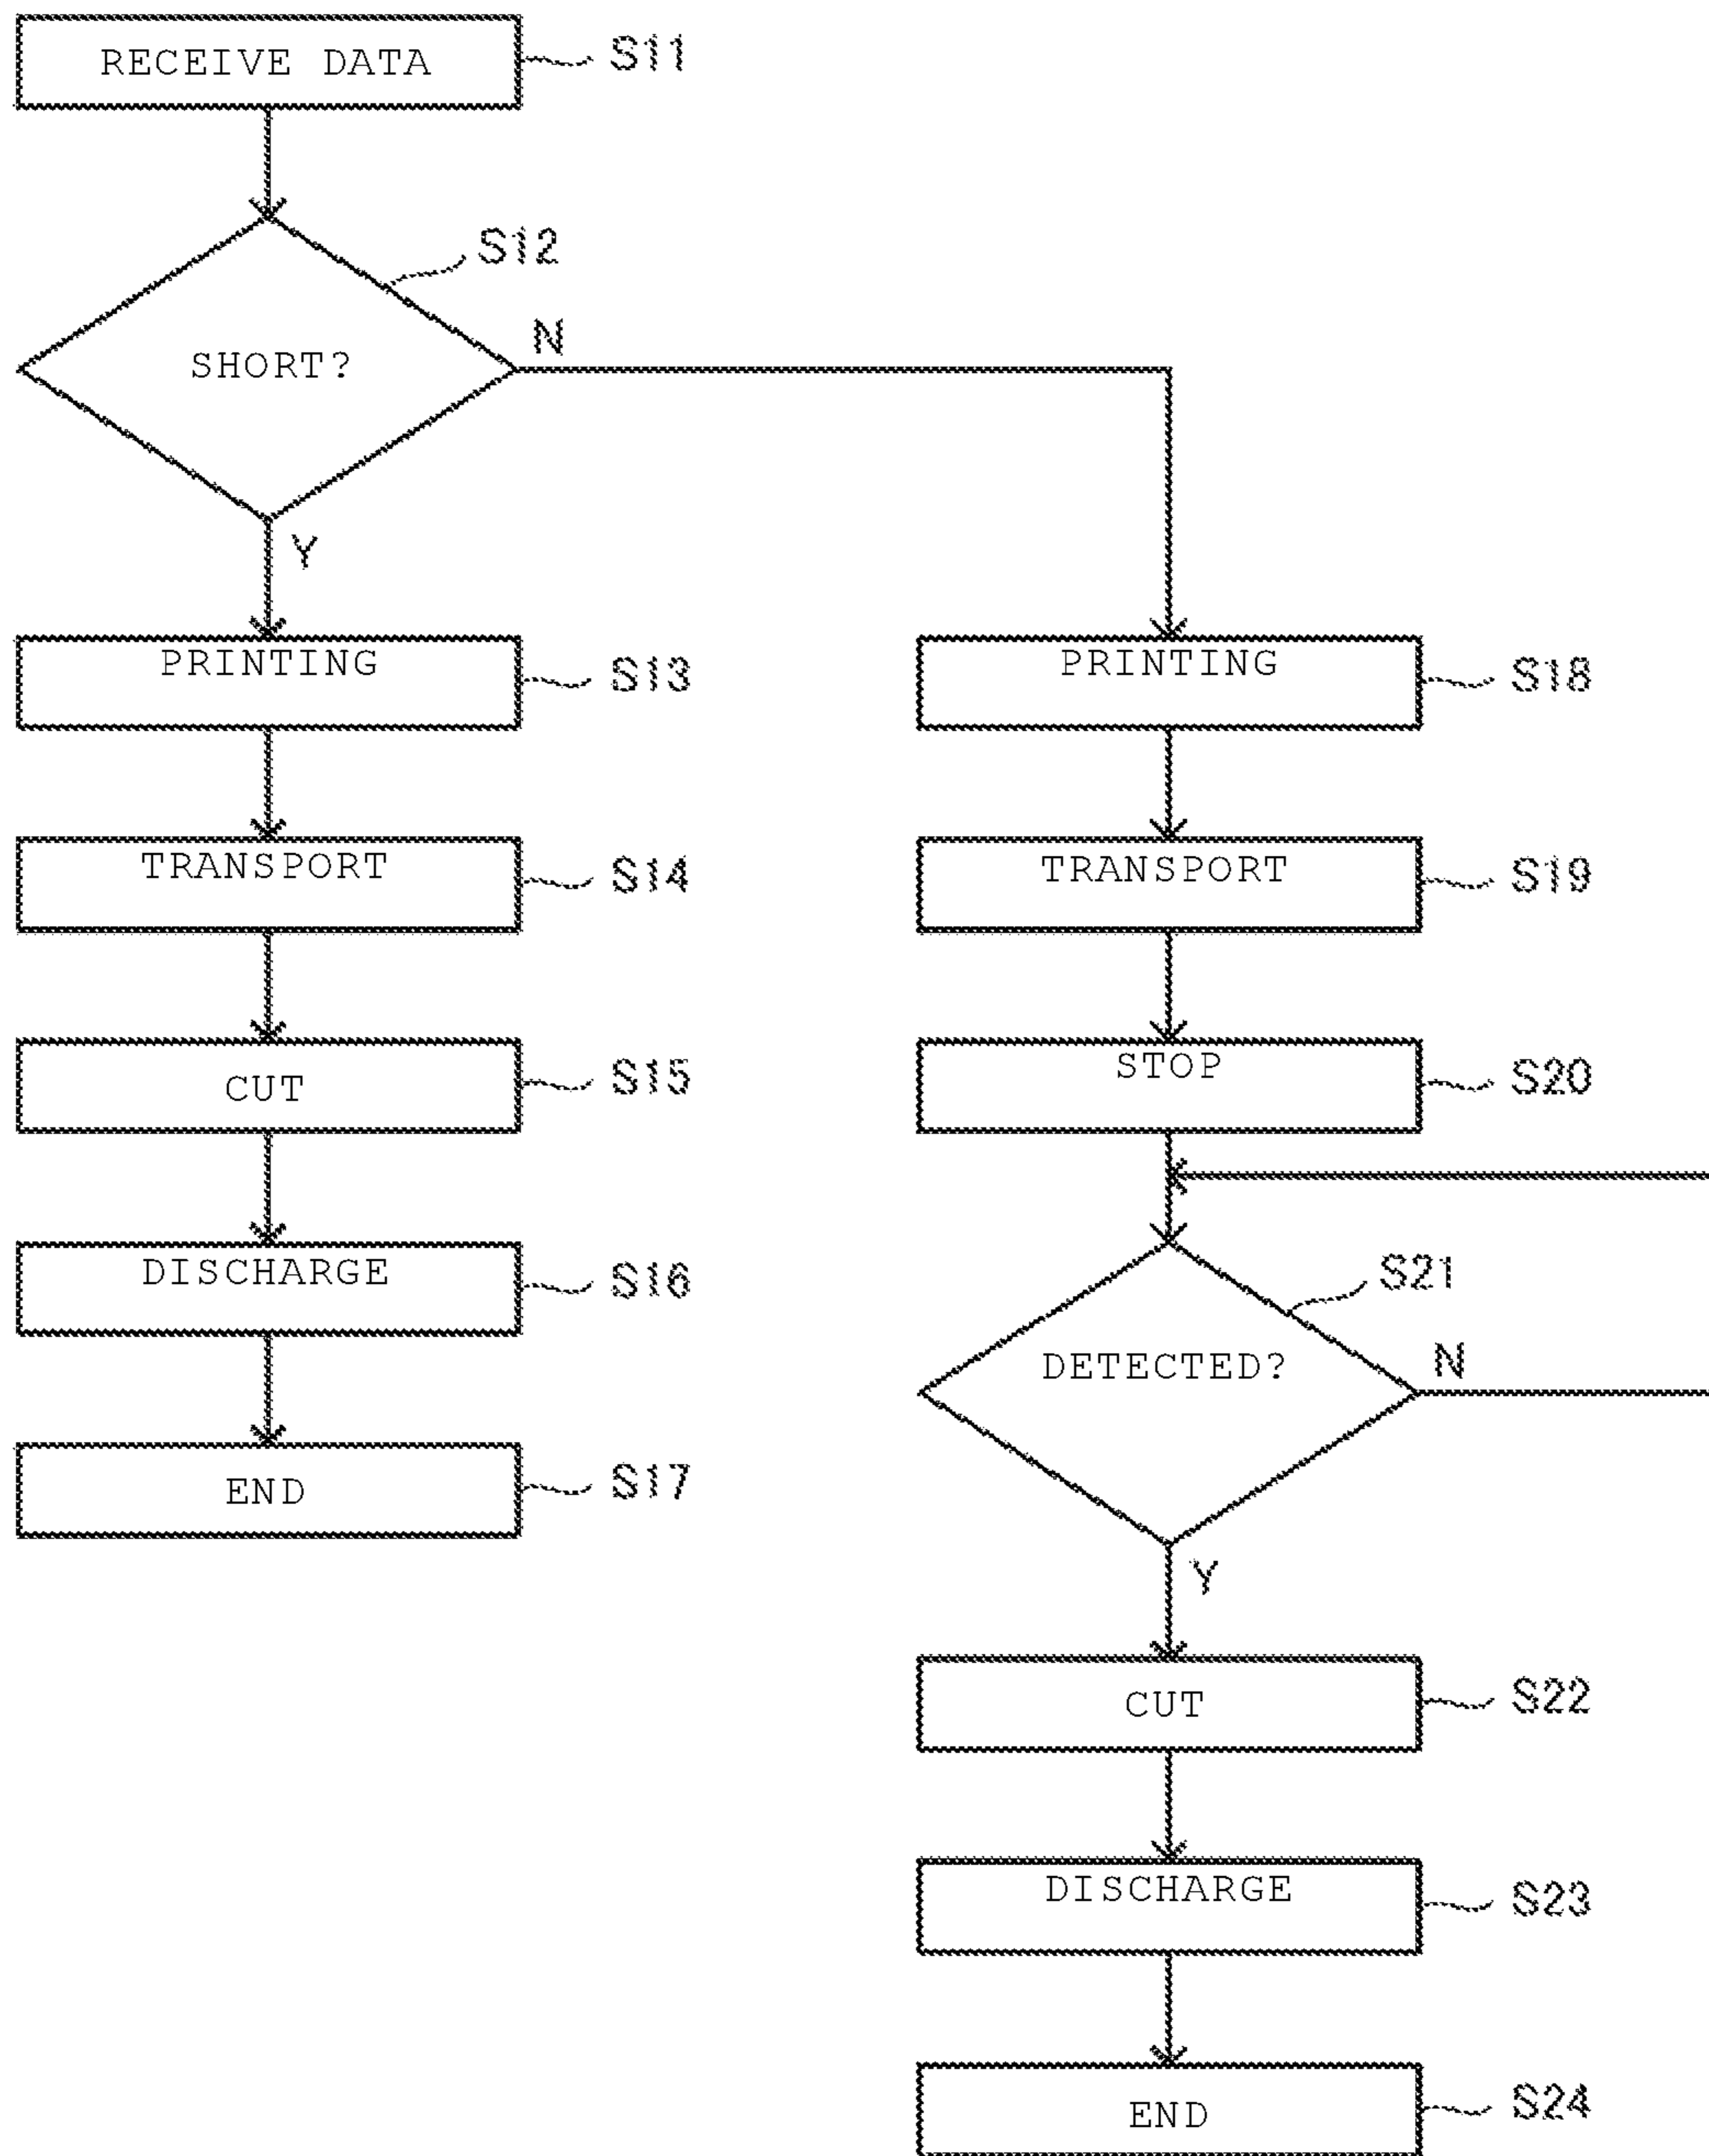 RECEIVE DATA
S11
S12
SHORT?
N
Y
PRINTING
S13
TRANSPORT
S14
CUT
S15
DISCHARGE
S16
END
S17
PRINTING
S18
TRANSPORT
S19
STOP
S20
S21
DETECTED?
N
Y
CUT
S22
DISCHARGE
S23
END
S24